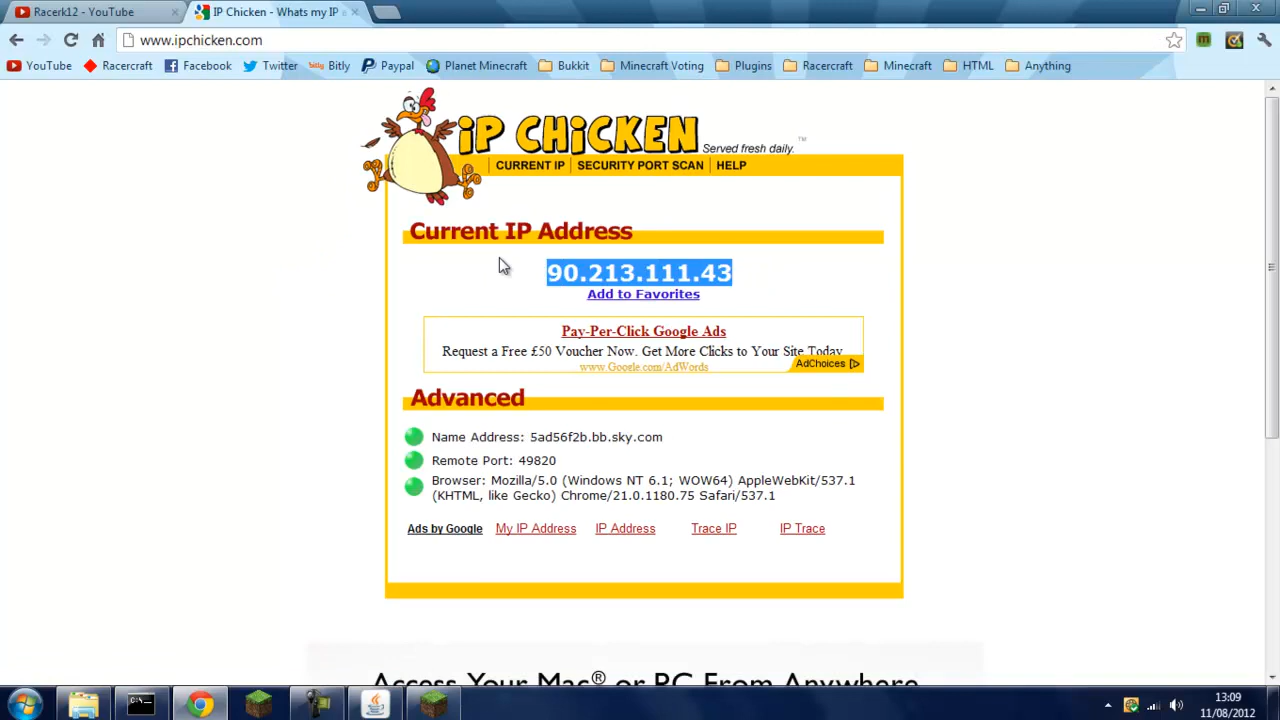 Racerk12 - YouTube
IP Chicken - Whats my IP
www.ipchicken.com
YouTube Racercraft Facebook Twitter Bitly Paypal Planet Minecraft Bukkit Minecraft Voting Plugins Racercraft Minecraft HTML Anything
iP CHiCKEN
Served fresh daily.
TM
CURRENT IP | SECURITY PORT SCAN | HELP
Current IP Address
90.213.111.43
Add to Favorites
Pay-Per-Click Google Ads
Request a Free £50 Voucher Now. Get More Clicks to Your Site Today.
www.Google.com/AdWords
AdChoices
Advanced
Name Address: 5ad56f2b.bb.sky.com
Remote Port: 49820
Browser: Mozilla/5.0 (Windows NT 6.1; WOW64) AppleWebKit/537.1
(KHTML, like Gecko) Chrome/21.0.1180.75 Safari/537.1
Ads by Google My IP Address IP Address Trace IP IP Trace
Access Your Mac® or PC From Anywhere
C:\_
13:09
11/08/2012